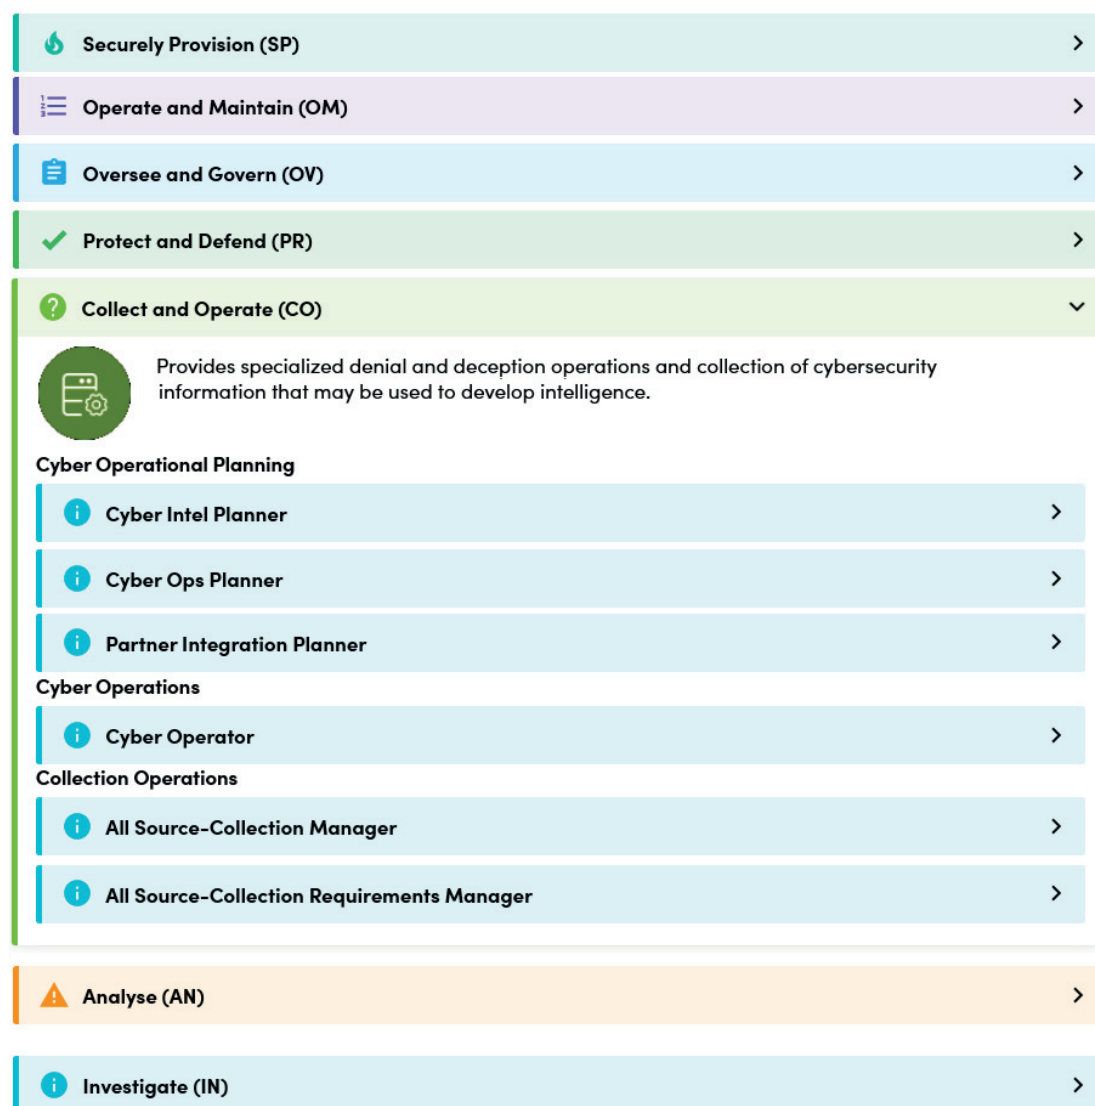 Securely Provision (SP)
Operate and Maintain (OM)
Oversee and Govern (OV)
Protect and Defend (PR)
Collect and Operate (CO)
Provides specialized denial and deception operations and collection of cybersecurity
information that may be used to develop intelligence.
Cyber Operational Planning
Cyber Intel Planner
Cyber Ops Planner
Partner Integration Planner
Cyber Operations
Cyber Operator
Collection Operations
All Source-Collection Manager
All Source-Collection Requirements Manager
Analyse (AN)
Investigate (IN)